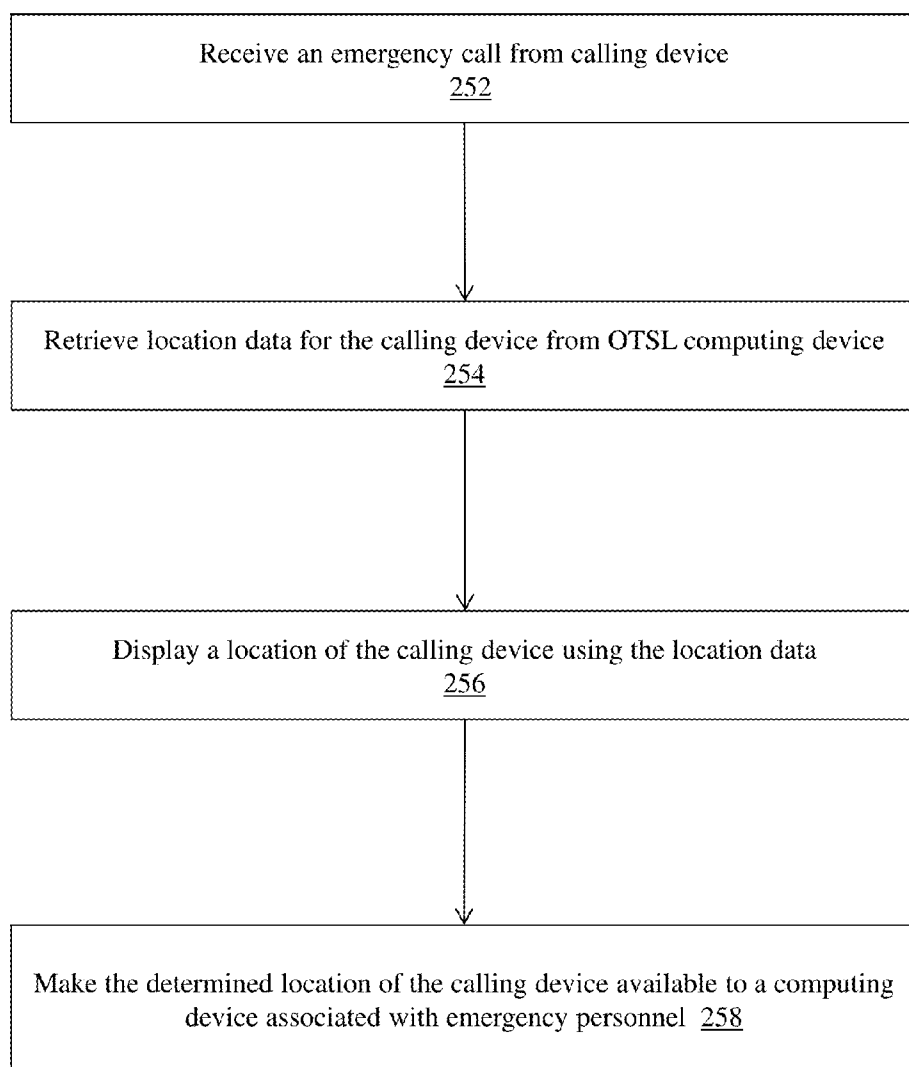 Receive an emergency call from calling device
252
Retrieve location data for the calling device from OTSL computing device
254
Display a location of the calling device using the location data
256
Make the determined location of the calling device available to a computing
device associated with emergency personnel 258